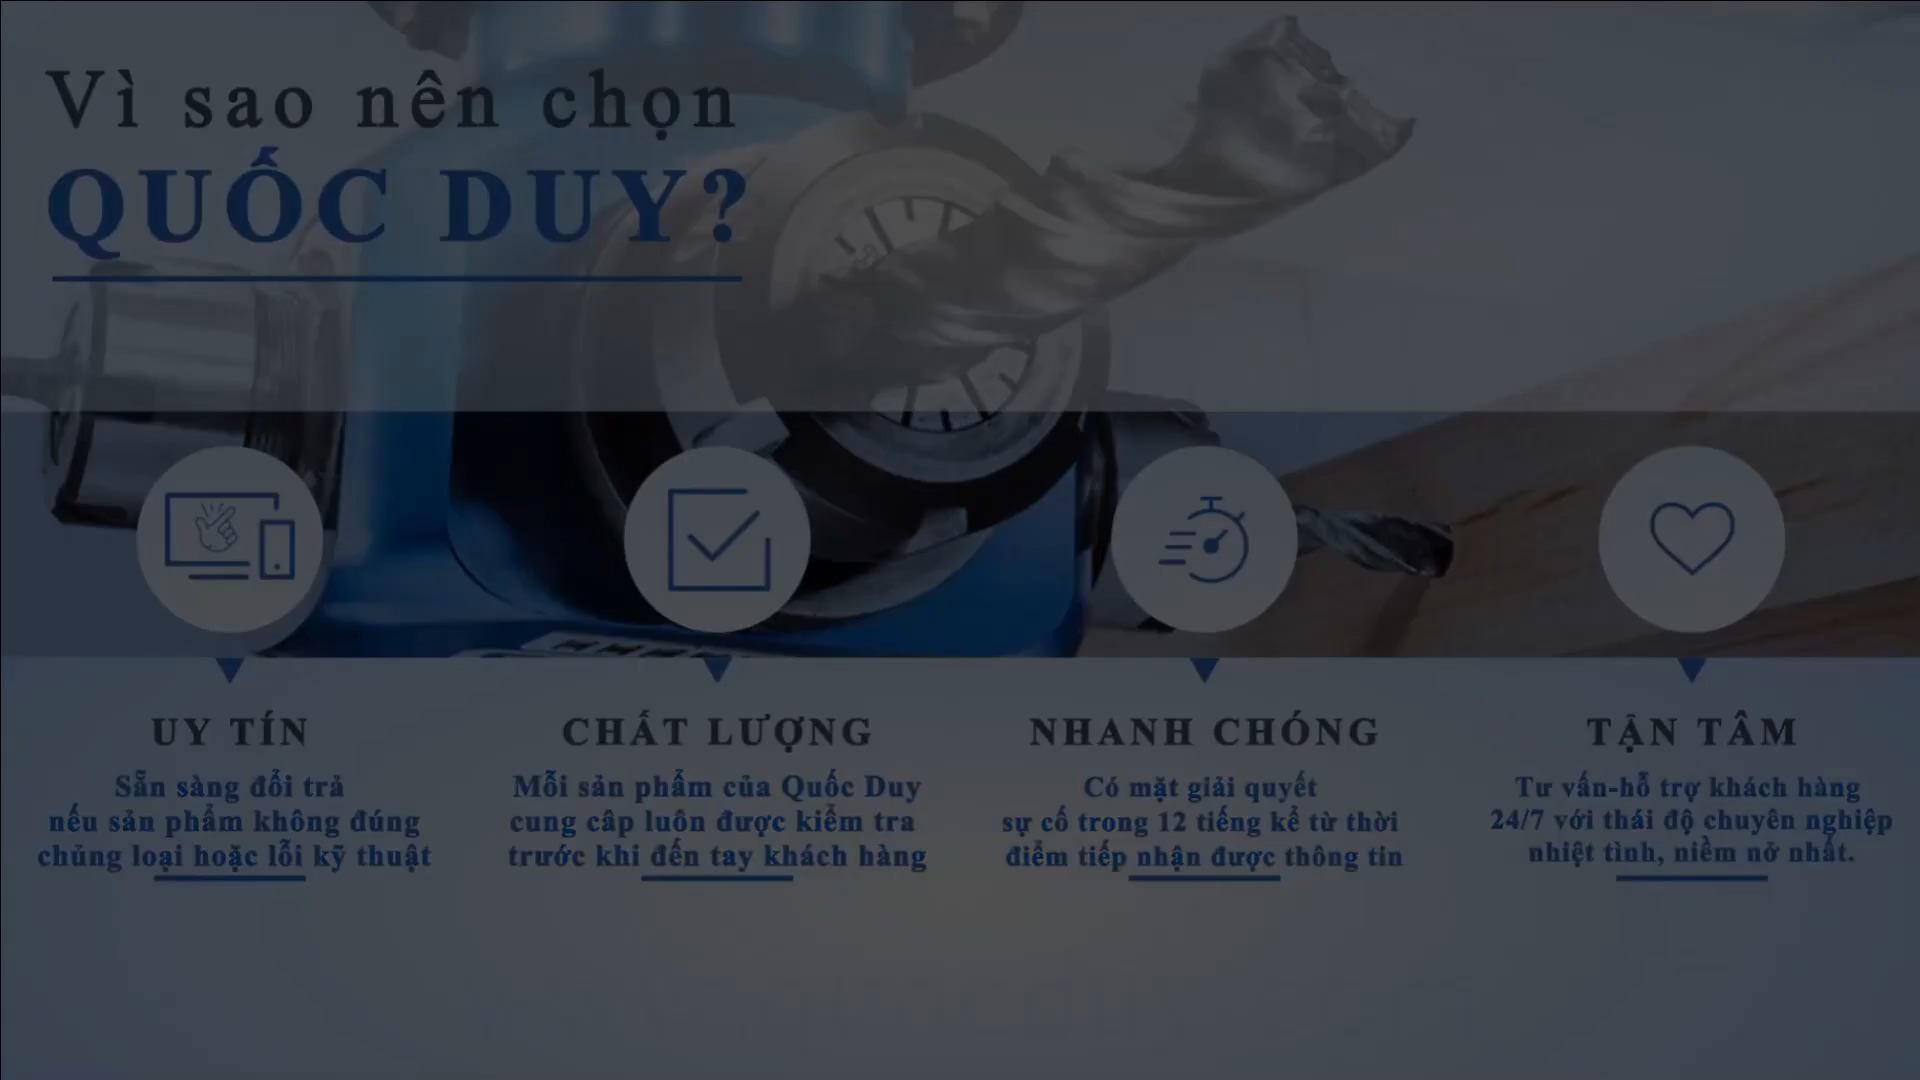 Vì sao nên chọn
QUỐC DUY?
UY TÍN
Sẵn sàng đổi trả
nếu sản phẩm không đúng
chủng loại hoặc lỗi kỹ thuật
CHẤT LƯỢNG
Mỗi sản phẩm của Quốc Duy
cung câp luôn được kiểm tra
trước khi đến tay khách hàng
NHANH CHÓNG
Có mặt giải quyết
sự cố trong 12 tiếng kể từ thời
điểm tiếp nhận được thông tin
TẬN TÂM
Tư vấn-hỗ trợ khách hàng
24/7 với thái độ chuyên nghiệp
nhiệt tình, niềm nở nhất.